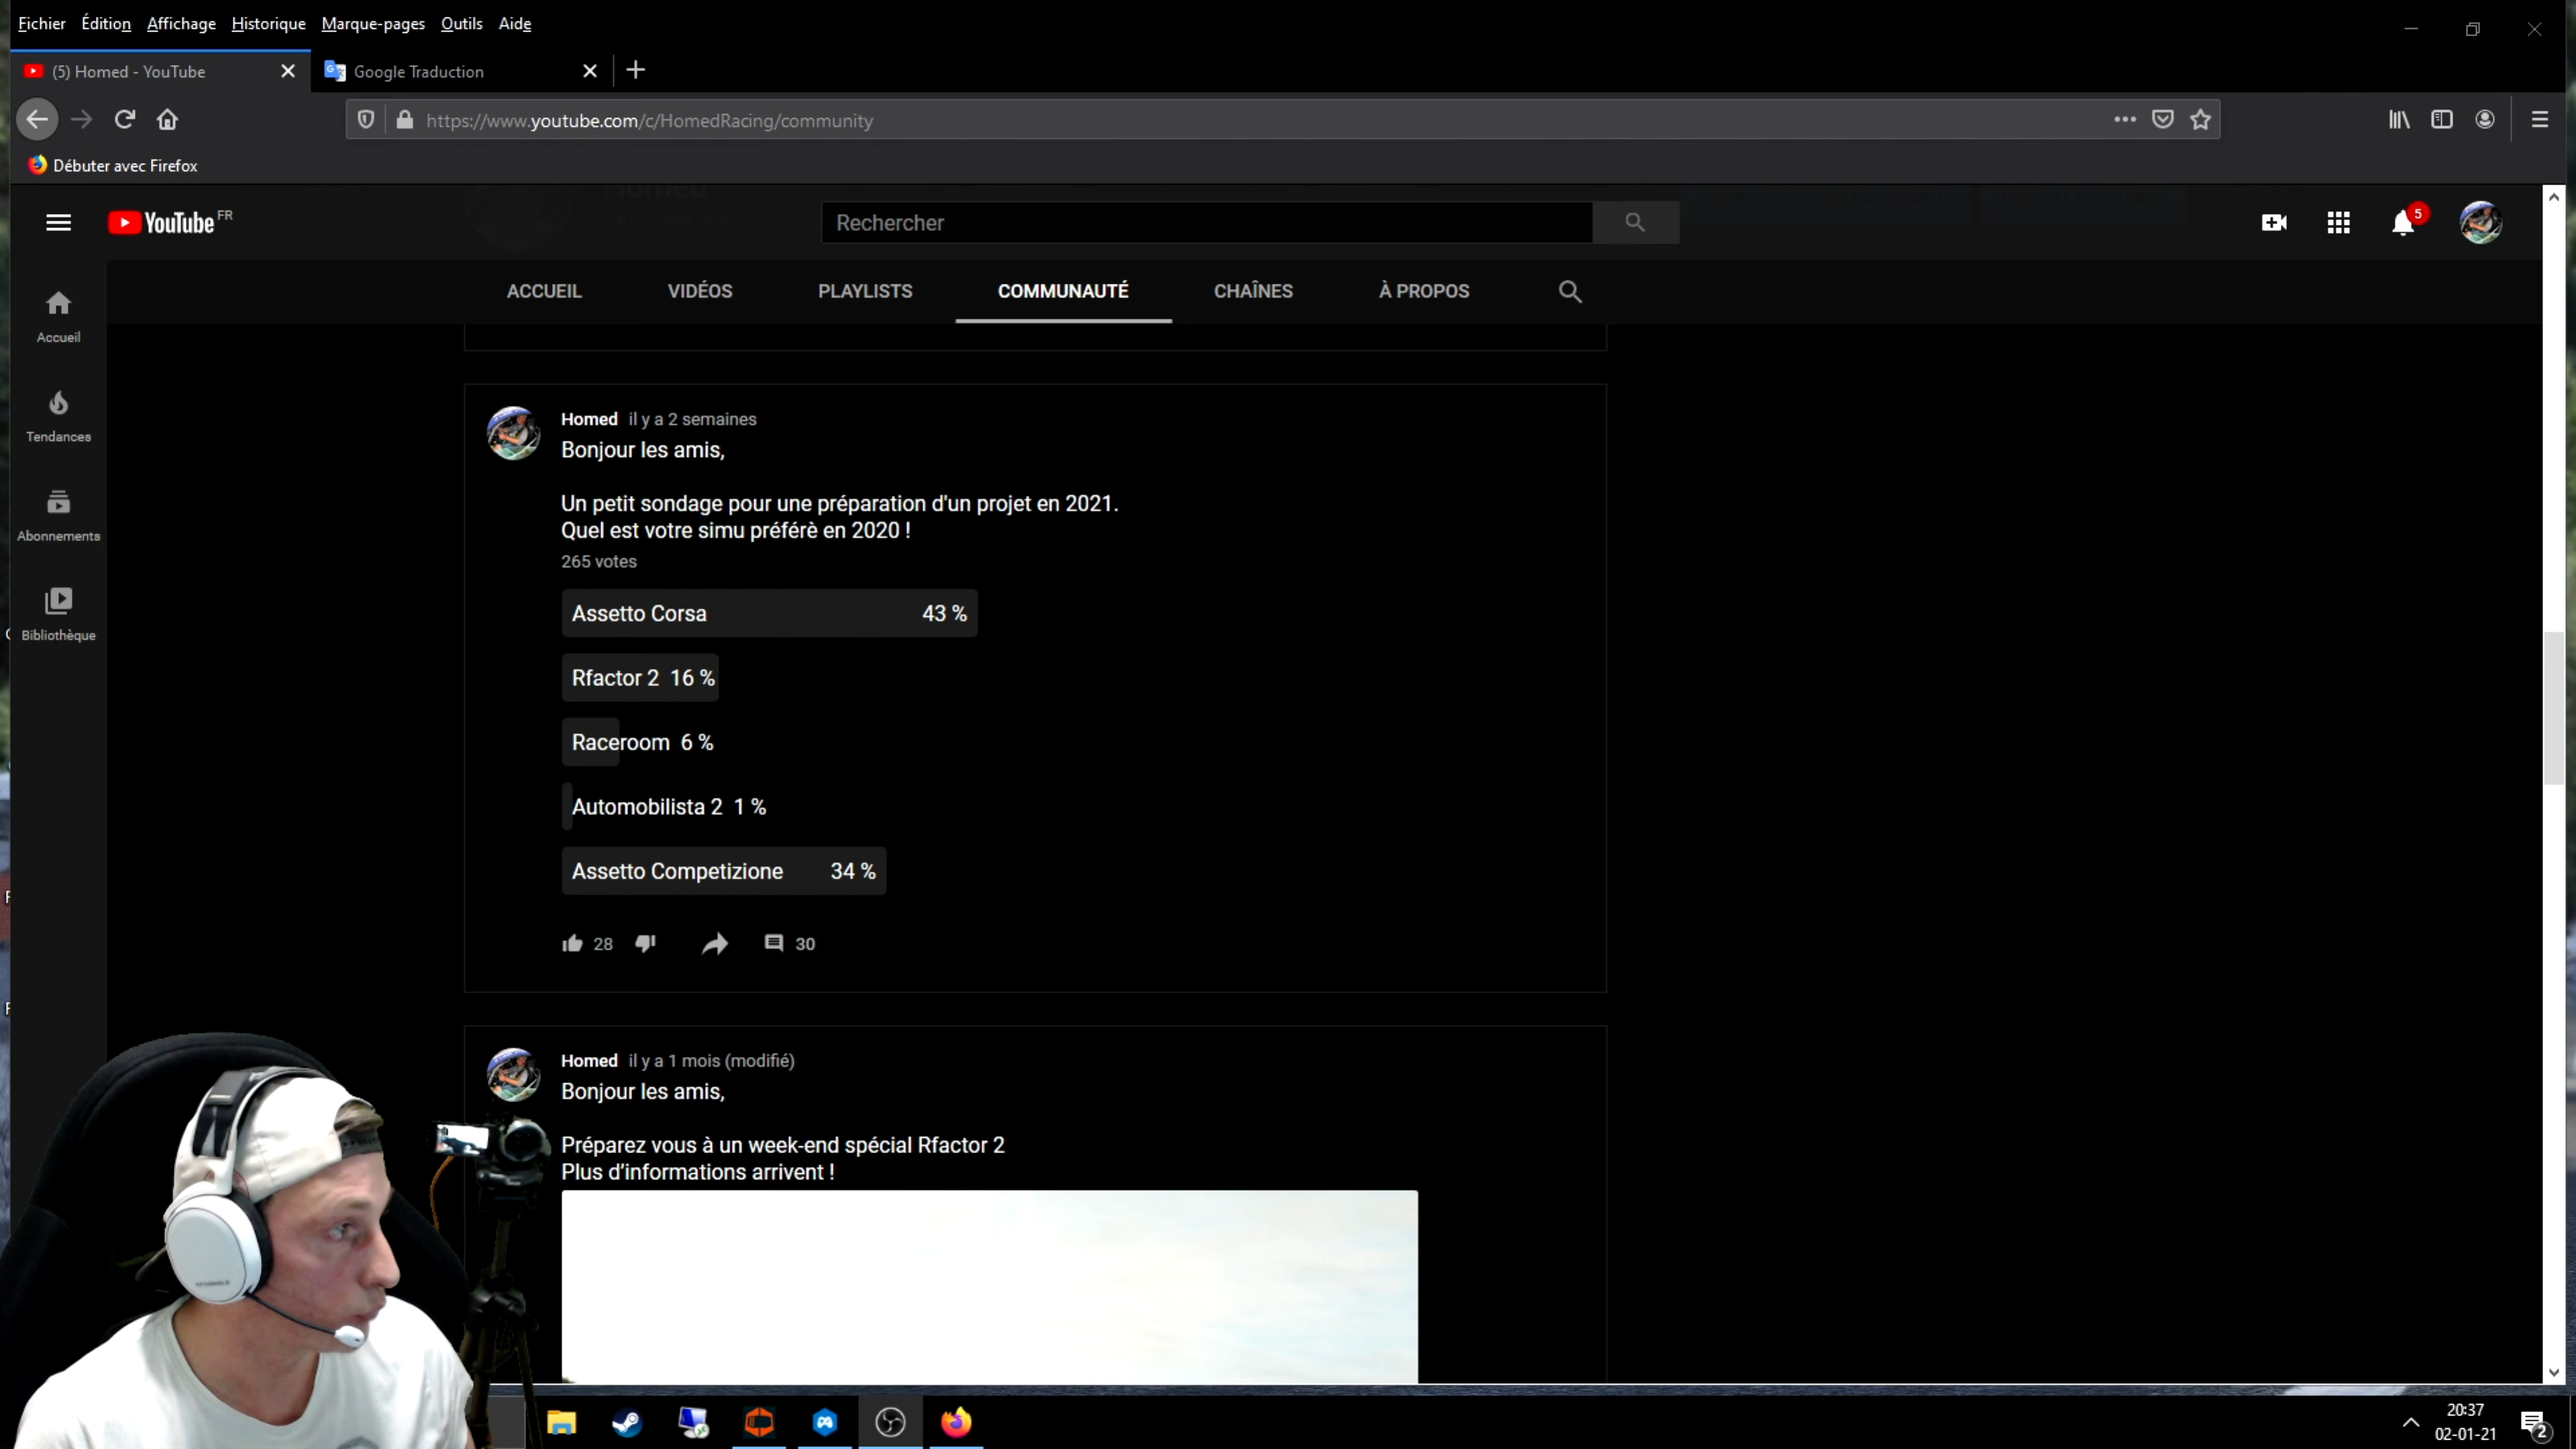 Fichier Édition Affichage Historique Marque-pages Outils Aide
(5) Homed - YouTube
Google Traduction
https://www.youtube.com/c/HomedRacing/community
Débuter avec Firefox
YouTube FR
Rechercher
5
ACCUEIL VIDÉOS PLAYLISTS COMMUNAUTÉ CHAÎNES À PROPOS
Accueil
Tendances
Abonnements
Bibliothèque
Homed il y a 2 semaines
Bonjour les amis,
Un petit sondage pour une préparation d'un projet en 2021.
Quel est votre simu préférè en 2020 !
265 votes
Assetto Corsa 43 %
Rfactor 2 16 %
Raceroom 6 %
Automobilista 2 1 %
Assetto Competizione 34 %
28 30
Homed il y a 1 mois (modifié)
Bonjour les amis,
Préparez vous à un week-end spécial Rfactor 2
Plus d'informations arrivent !
20:37
02-01-21
2